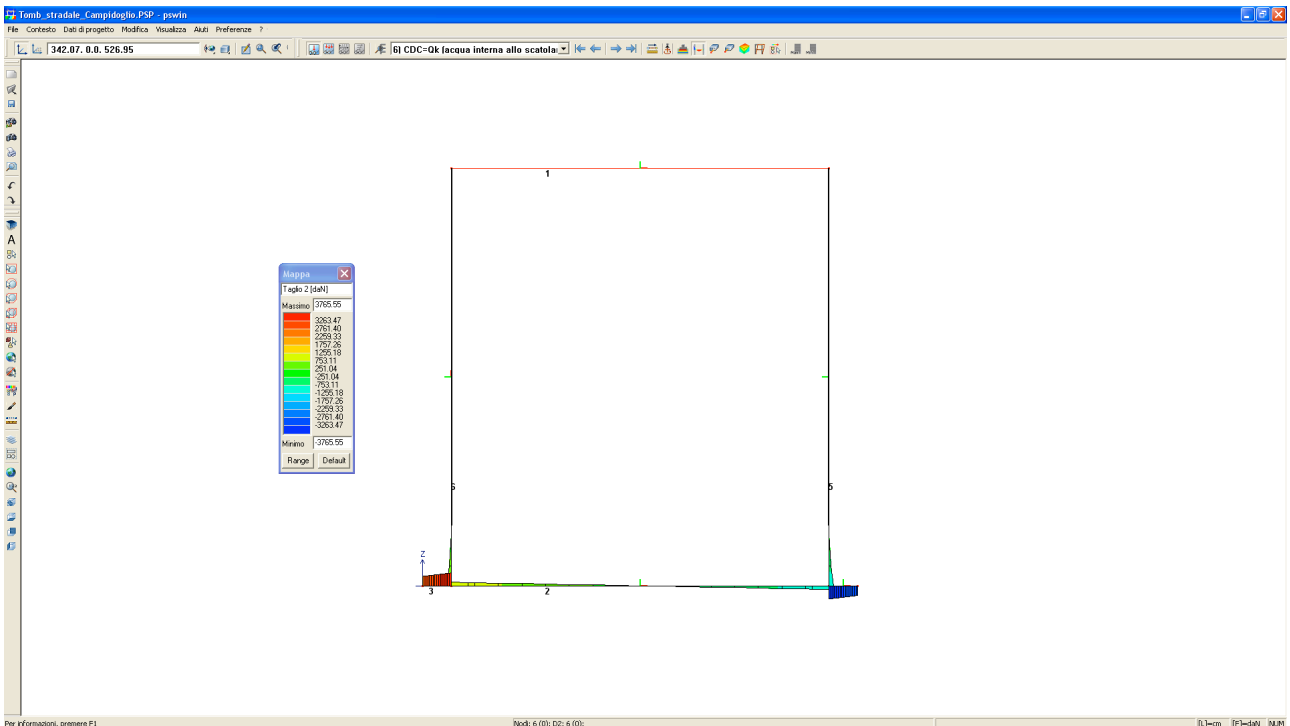 Tomb_stradale_Campidoglio.PSP - pswin
File Contesto Dati di progetto Modifica Visualizza Aiuti Preferenze ?
342.07. 0.0. 526.95
6) CDC=Qk (acqua interna allo scatola
1
Mappa
Taglio 2 [daN]
Massimo 3765.55
3263.47
2761.40
2259.33
1757.26
1255.18
753.11
251.04
-251.04
-753.11
-1255.18
-1757.26
-2259.33
-2761.40
-3263.47
Minimo -3765.55
Range Default
A
6
5
Z
3
2
Per informazioni, premere F1
Nodi: 6 (0); D2: 6 (0);
[L]=cm [F]=daN NUM